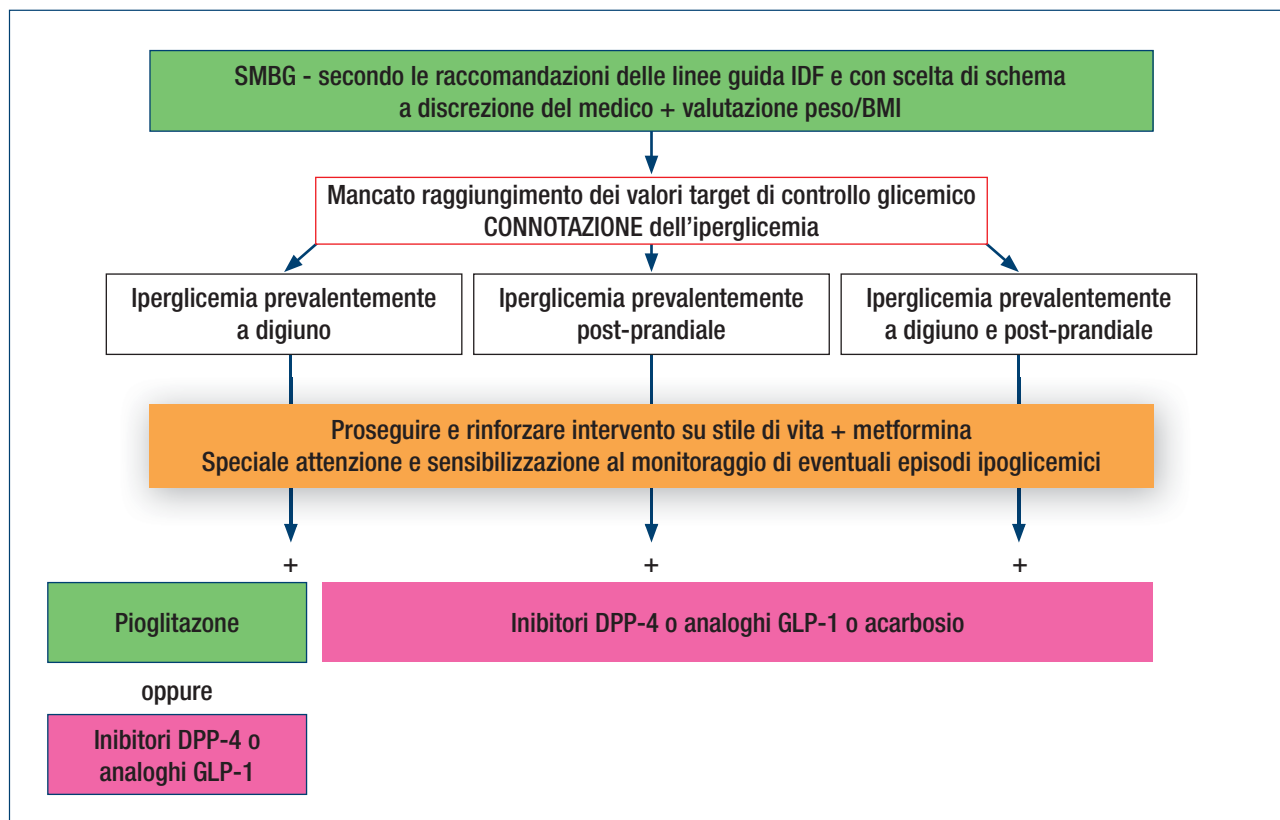 SMBG - secondo le raccomandazioni delle linee guida IDF e con scelta di schema
a discrezione del medico + valutazione peso/BMI
Mancato raggiungimento dei valori target di controllo glicemico
CONNOTAZIONE dell'iperglicemia
Iperglicemia prevalentemente
a digiuno
Iperglicemia prevalentemente
post-prandiale
Iperglicemia prevalentemente
a digiuno e post-prandiale
Proseguire e rinforzare intervento su stile di vita + metformina
Speciale attenzione e sensibilizzazione al monitoraggio di eventuali episodi ipoglicemici
+
+
+
Pioglitazone
Inibitori DPP-4 o analoghi GLP-1 o acarbosio
oppure
Inibitori DPP-4 o
analoghi GLP-1